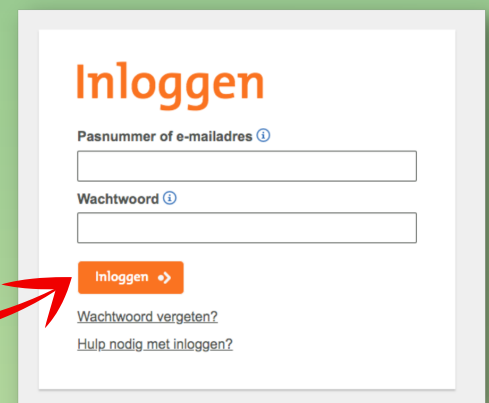 Inloggen
Pasnummer of e-mailadres
Wachtwoord
Inloggen
Wachtwoord vergeten?
Hulp nodig met inloggen?